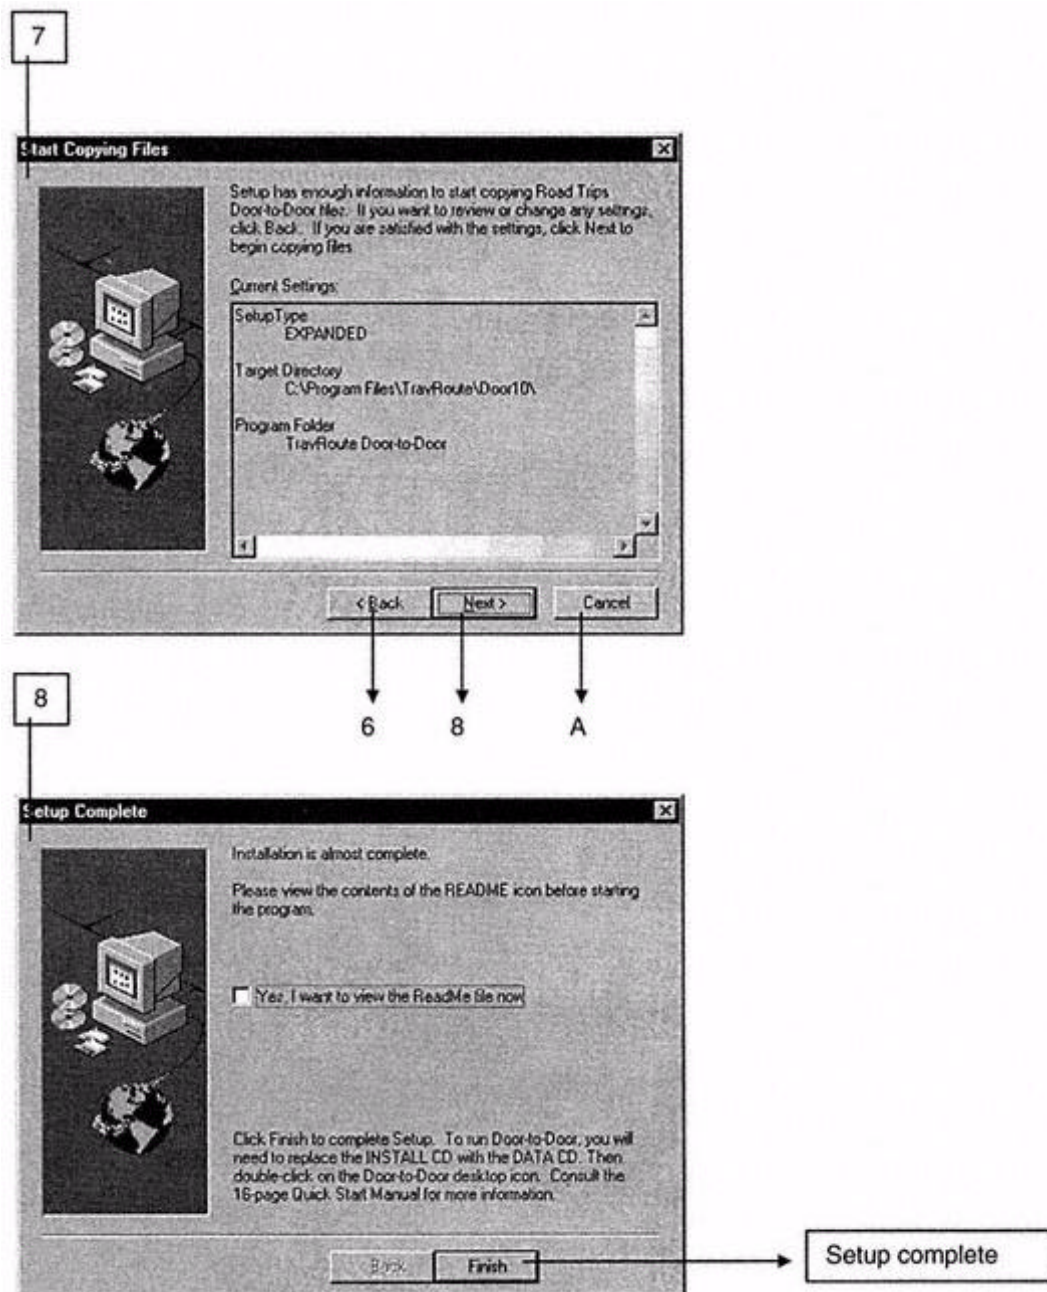 7
Start Copying Files
Setup has enough information to start copying Road Trips
Door-to-Door files. If you want to review or change any settings,
click Back. If you are satisfied with the settings, click Next to
begin copying files
Current Settings:
SetupType
EXPANDED
Target Directory
C:\Program Files\TravRoute\Door10\
Program Folder
TravRoute Door-to-Door
< Back
Next >
Cancel
6
8
A
8
Setup Complete
Installation is almost complete.
Please view the contents of the README icon before starting
the program.
Yes, I want to view the ReadMe file now
Click Finish to complete Setup. To run Door-to-Door, you will
need to replace the INSTALL CD with the DATA CD. Then
double-click on the Door-to-Door desktop icon. Consult the
16-page Quick Start Manual for more information.
Back
Finish
Setup complete